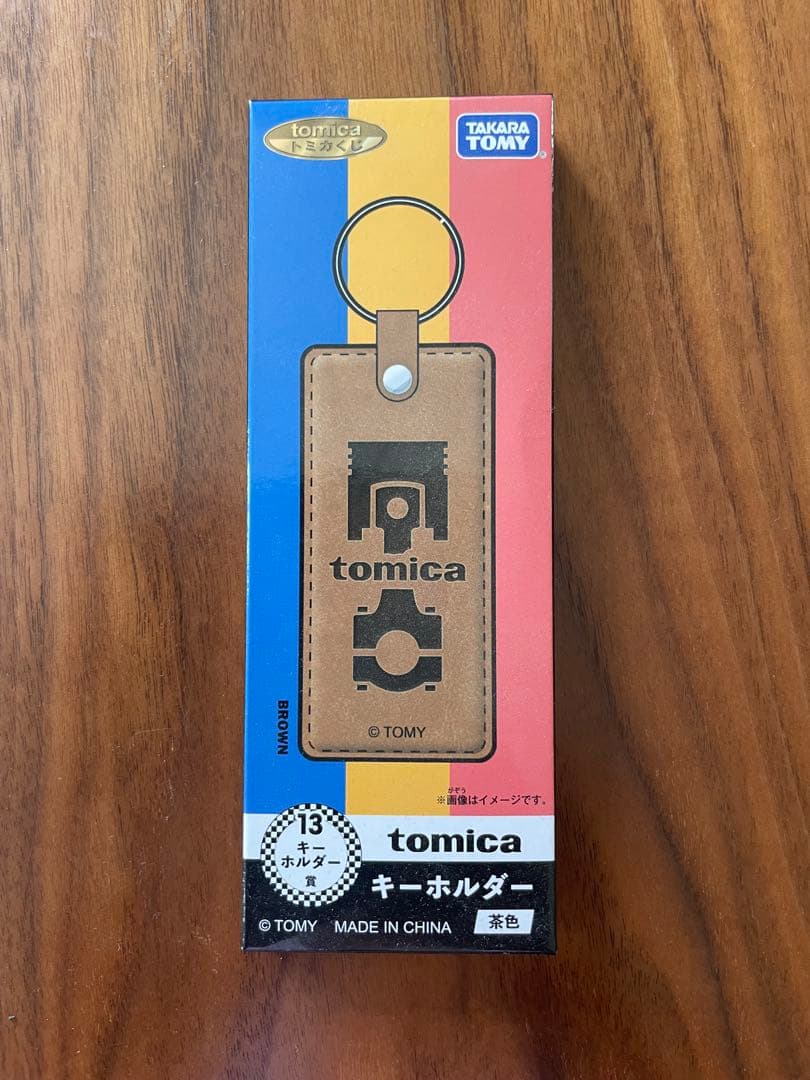 tomica
トミカくじ
TAKARA
TOMY
tomica
© TOMY
BROWN
がぞう
※画像はイメージです。
13
キー
ホルダー
賞
tomica
キーホルダー
茶色
© TOMY MADE IN CHINA